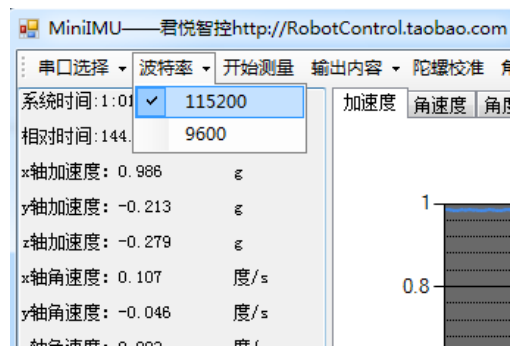 MiniIMU——君悦智控http://RobotControl.taobao.com
串口选择 波特率 开始测量 输出内容 陀螺校准
系统时间:1:01
115200
加速度 角速度 角度
相对时间:144.
9600
x轴加速度: 0.986 g
y轴加速度: -0.213 g
z轴加速度: -0.279 g
x轴角速度: 0.107 度/s
y轴角速度: -0.046 度/s
1
0.8